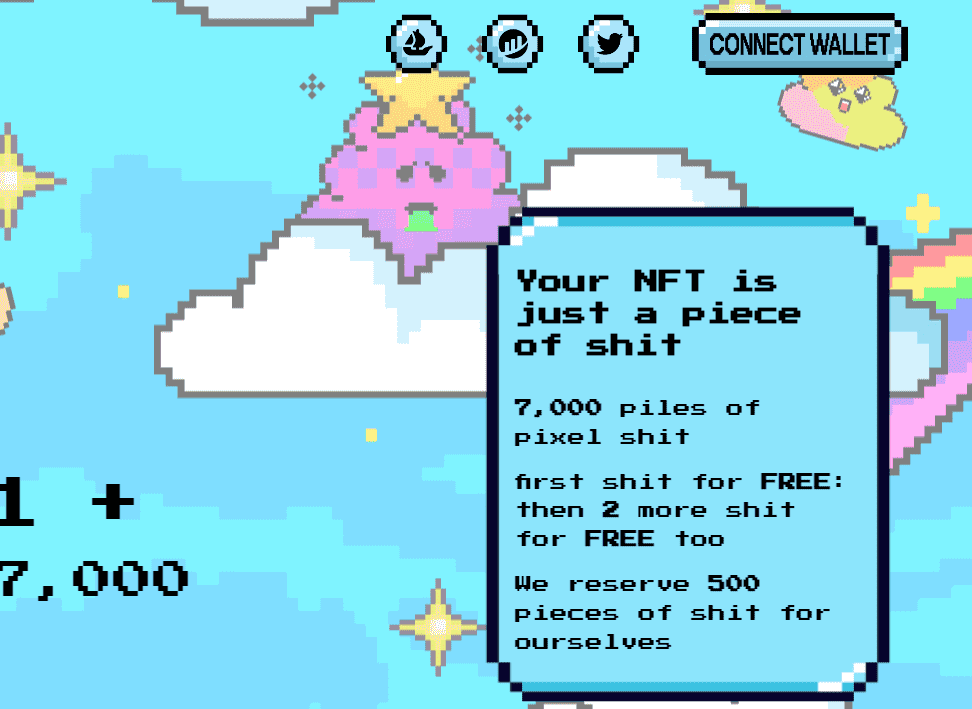 CONNECT WALLET
Your NFT is
just a piece
of shit
7,000 piles of
pixel shit
first shit for FREE:
then 2 more shit
for FREE too
We reserve 500
pieces of shit for
ourselves
1 +
7,000